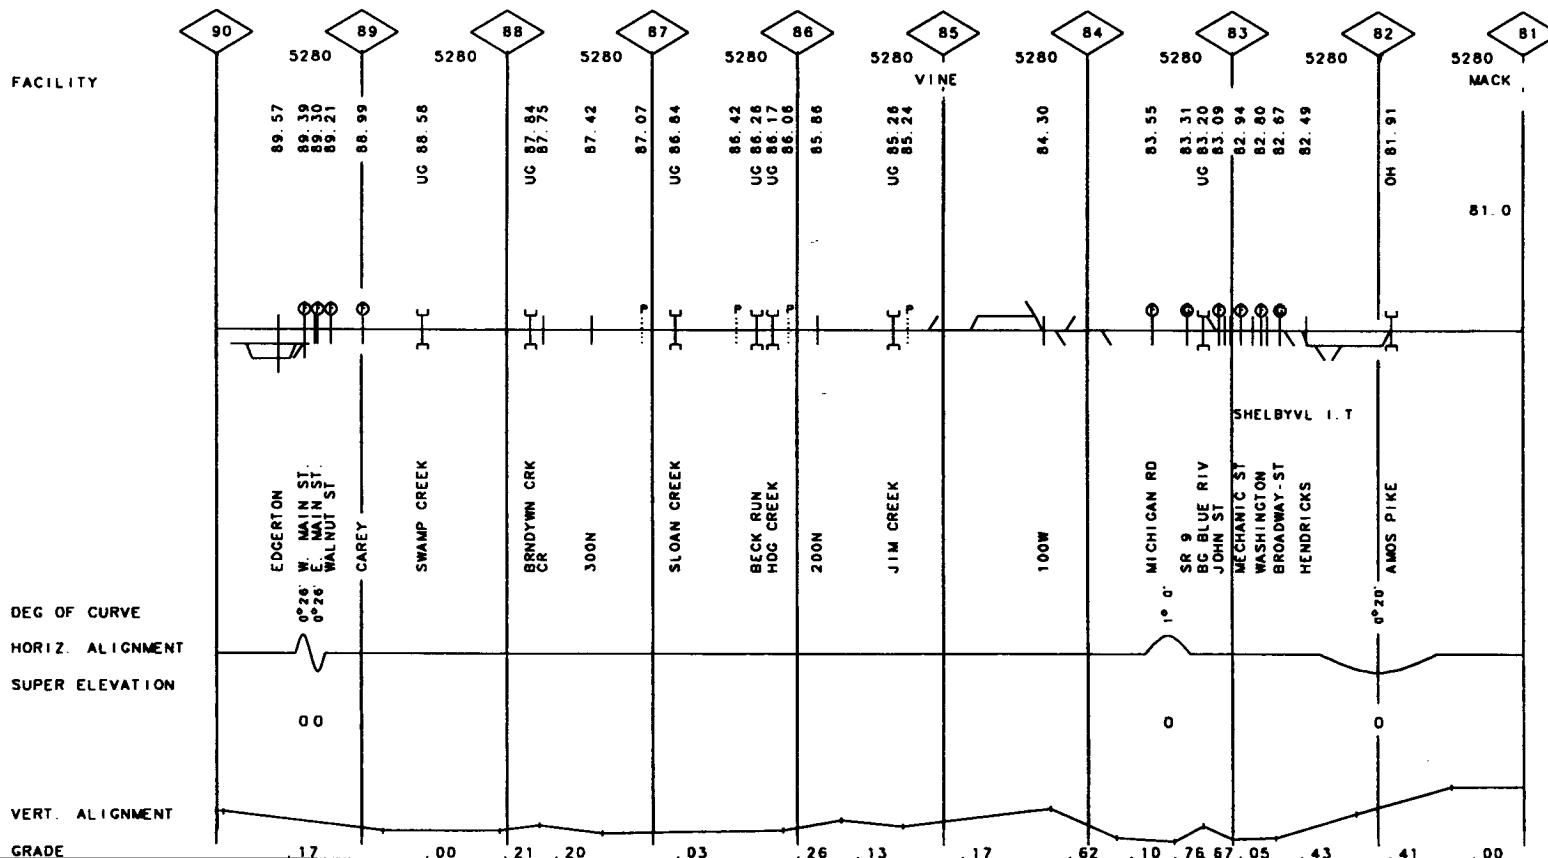 90 89 88 87 86 85 84 83 82 81
5280 5280 5280 5280 5280 5280 5280 5280 5280
FACILITY VINE MACK
89.57
89.39
89.30
89.21
88.99
UG 88.58
UG 87.84
87.75
87.42
87.07
UG 86.84
86.42
UG 86.26
UG 86.17
86.06
85.86
UG 85.26
85.24
84.30
83.55
83.31
UG 83.20
83.09
82.94
82.80
82.67
82.49
OH 81.91
81.0
P P P P
SHELBYVL I.T
EDGERTON
W. MAIN ST.
E. MAIN ST.
WALNUT ST
CAREY
SWAMP CREEK
BRNDYWN CRK
CR
300N
SLOAN CREEK
BECK RUN
HOG CREEK
200N
JIM CREEK
100W
MICHIGAN RD
SR 9
BG BLUE RIV
JOHN ST
MECHANIC ST
WASHINGTON
BROADWAY-ST
HENDRICKS
AMOS PIKE
DEG OF CURVE 0°26' 0°26' 1° 0' 0°20'
HORIZ. ALIGNMENT
SUPER ELEVATION
0 0 0 0
VERT. ALIGNMENT
GRADE .17 .00 .21 .20 .03 .26 .13 .17 .62 .10 .76 .67 .05 .43 .41 .00